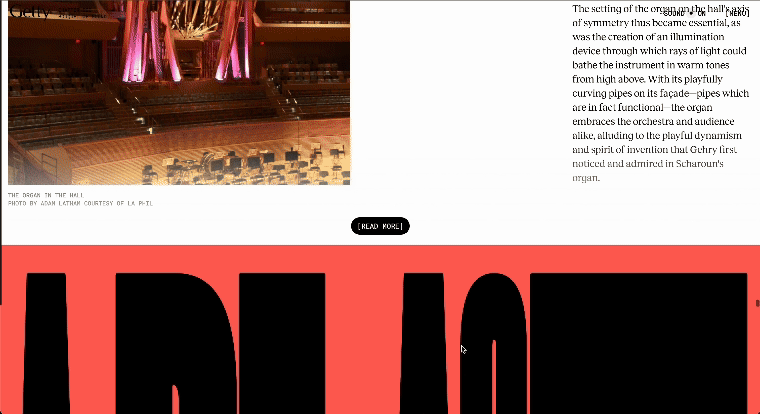 Getty
SOUND • ON [MENU]
The setting of the organ on the hall's axis
of symmetry thus became essential, as
was the creation of an illumination
device through which rays of light could
bathe the instrument in warm tones
from high above. With its playfully
curving pipes on its façade—pipes which
are in fact functional—the organ
embraces the orchestra and audience
alike, alluding to the playful dynamism
and spirit of invention that Gehry first
noticed and admired in Scharoun's
organ.
THE ORGAN IN THE HALL
PHOTO BY ADAM LATHAM COURTESY OF LA PHIL
[READ MORE]